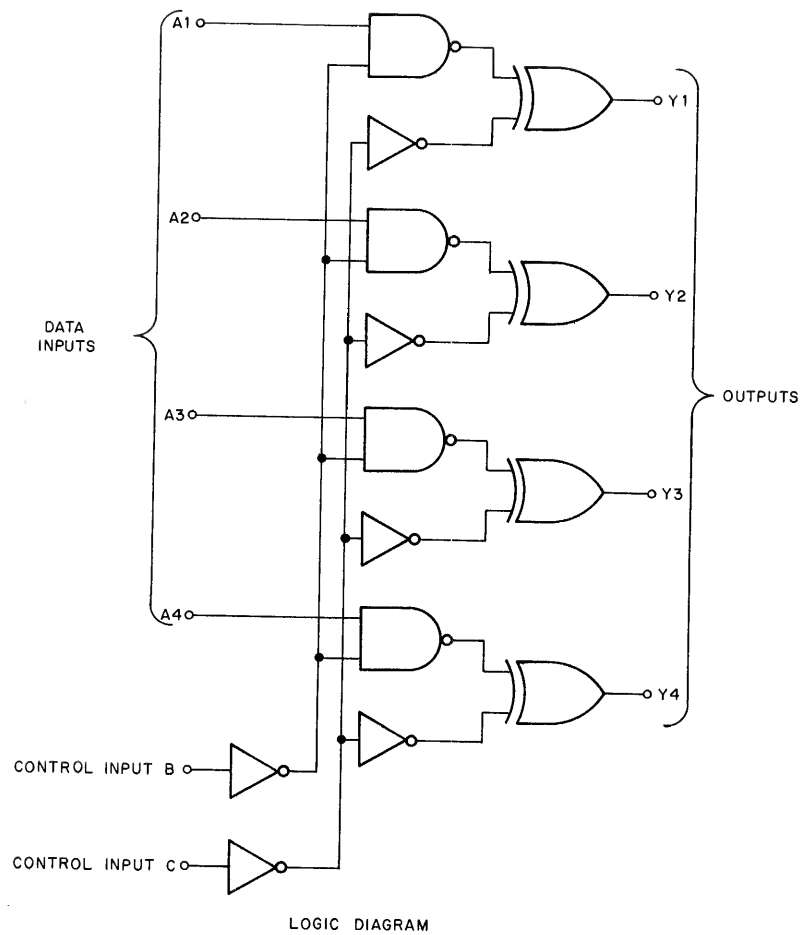 A1
Y1
A2
Y2
DATA
INPUTS
OUTPUTS
A3
Y3
A4
Y4
CONTROL INPUT B
CONTROL INPUT C
LOGIC DIAGRAM